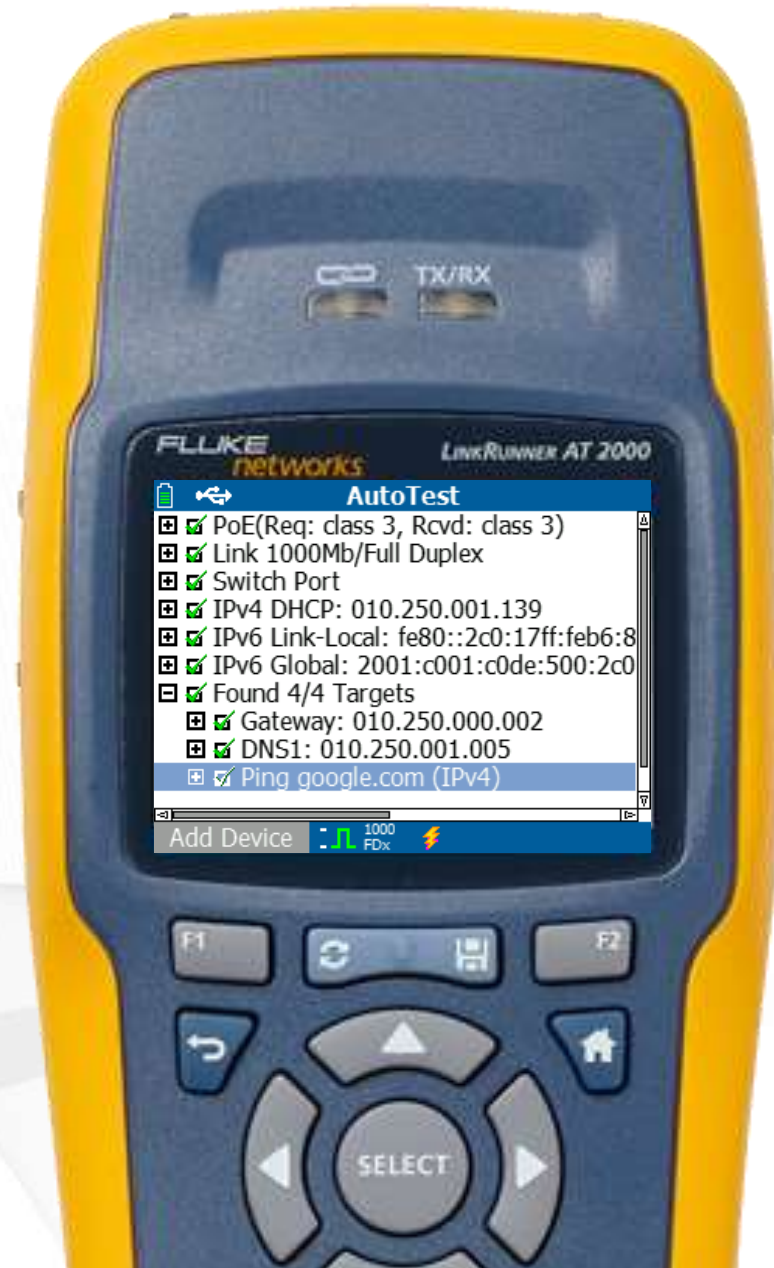 TX/RX
FLUKE
networks
LINKRUNNER AT 2000
AutoTest
PoE(Req: class 3, Rcvd: class 3)
Link 1000Mb/Full Duplex
Switch Port
IPv4 DHCP: 010.250.001.139
IPv6 Link-Local: fe80::2c0:17ff:feb6:8
IPv6 Global: 2001:c001:c0de:500:2c0
Found 4/4 Targets
Gateway: 010.250.000.002
DNS1: 010.250.001.005
Ping google.com (IPv4)
Add Device
1000
FDx
F1
F2
SELECT